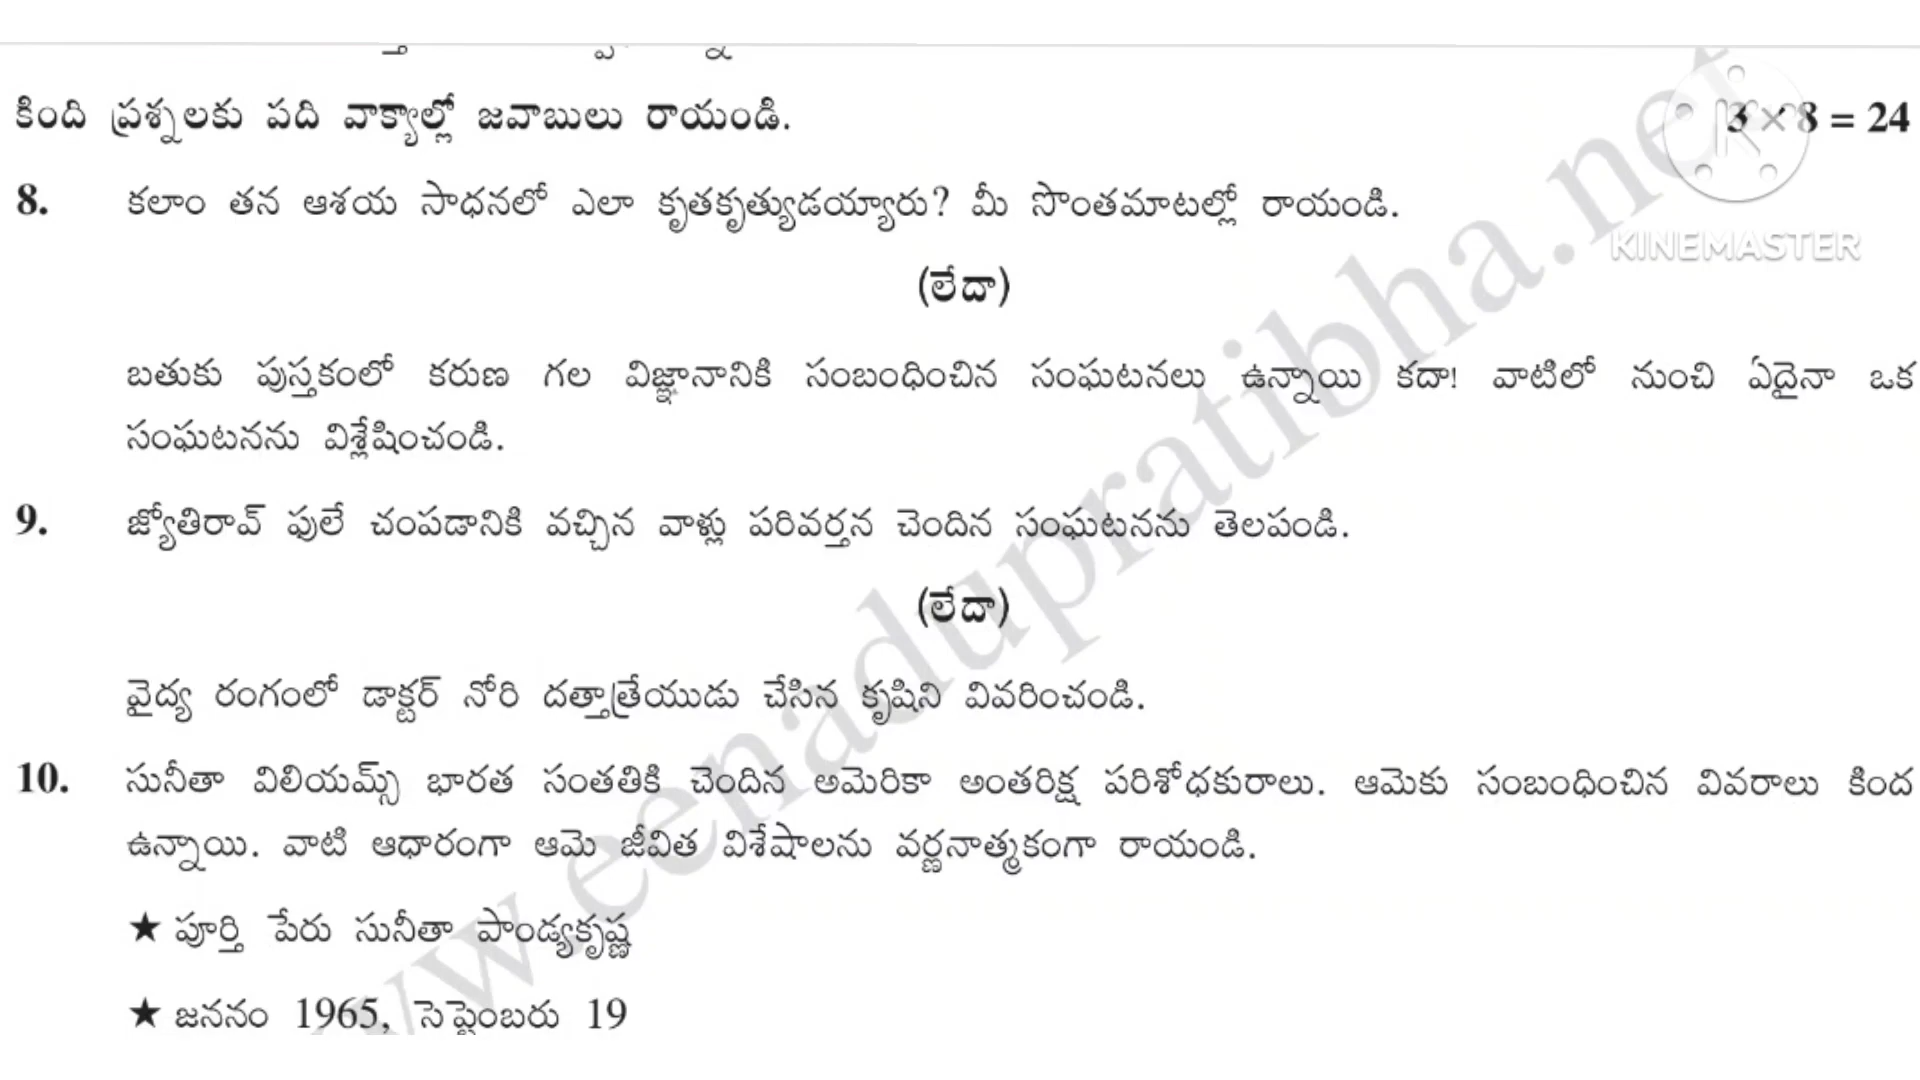 కింది ప్రశ్నలకు పది వాక్యాల్లో జవాబులు రాయండి. 3 × 8 = 24
KINEMASTER
8. కలాం తన ఆశయ సాధనలో ఎలా కృతకృత్యుడయ్యారు? మీ సొంతమాటల్లో రాయండి.
(లేదా)
బతుకు పుస్తకంలో కరుణ గల విజ్ఞానానికి సంబంధించిన సంఘటనలు ఉన్నాయి కదా! వాటిలో నుంచి ఏదైనా ఒక
సంఘటనను విశ్లేషించండి.
9. జ్యోతిరావ్ ఫులే చంపడానికి వచ్చిన వాళ్లు పరివర్తన చెందిన సంఘటనను తెలపండి.
(లేదా)
వైద్య రంగంలో డాక్టర్ నోరి దత్తాత్రేయుడు చేసిన కృషిని వివరించండి.
10. సునీతా విలియమ్స్ భారత సంతతికి చెందిన అమెరికా అంతరిక్ష పరిశోధకురాలు. ఆమెకు సంబంధించిన వివరాలు కింద
ఉన్నాయి. వాటి ఆధారంగా ఆమె జీవిత విశేషాలను వర్ణనాత్మకంగా రాయండి.
★ పూర్తి పేరు సునీతా పాండ్యకృష్ణ
★ జననం 1965, సెప్టెంబరు 19
w.eenadupratibha.net